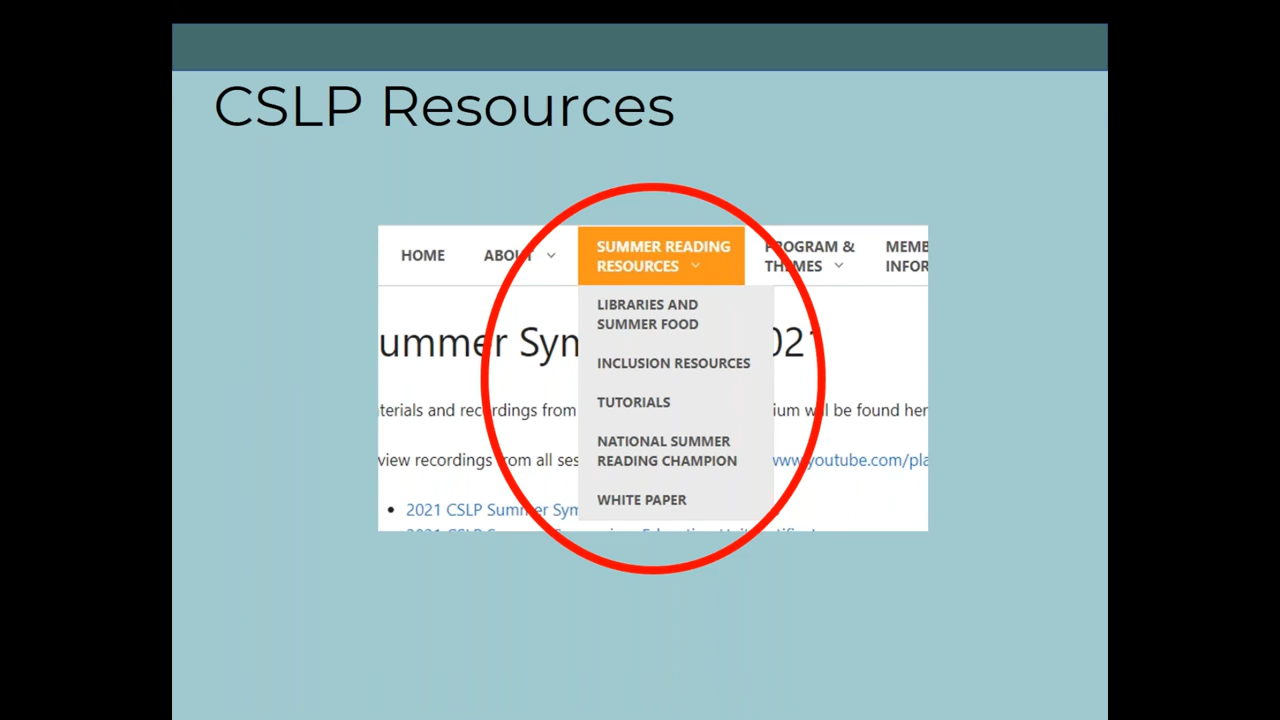 CSLP Resources
HOME
ABOUT
SUMMER READING
RESOURCES
PROGRAM &
THEMES
MEMB
INFOR
LIBRARIES AND
SUMMER FOOD
INCLUSION RESOURCES
TUTORIALS
NATIONAL SUMMER
READING CHAMPION
WHITE PAPER
ummer Sym 021
terials and recordings from ium will be found her
view recordings from all ses www.youtube.com/pla
• 2021 CSLP Summer Sym